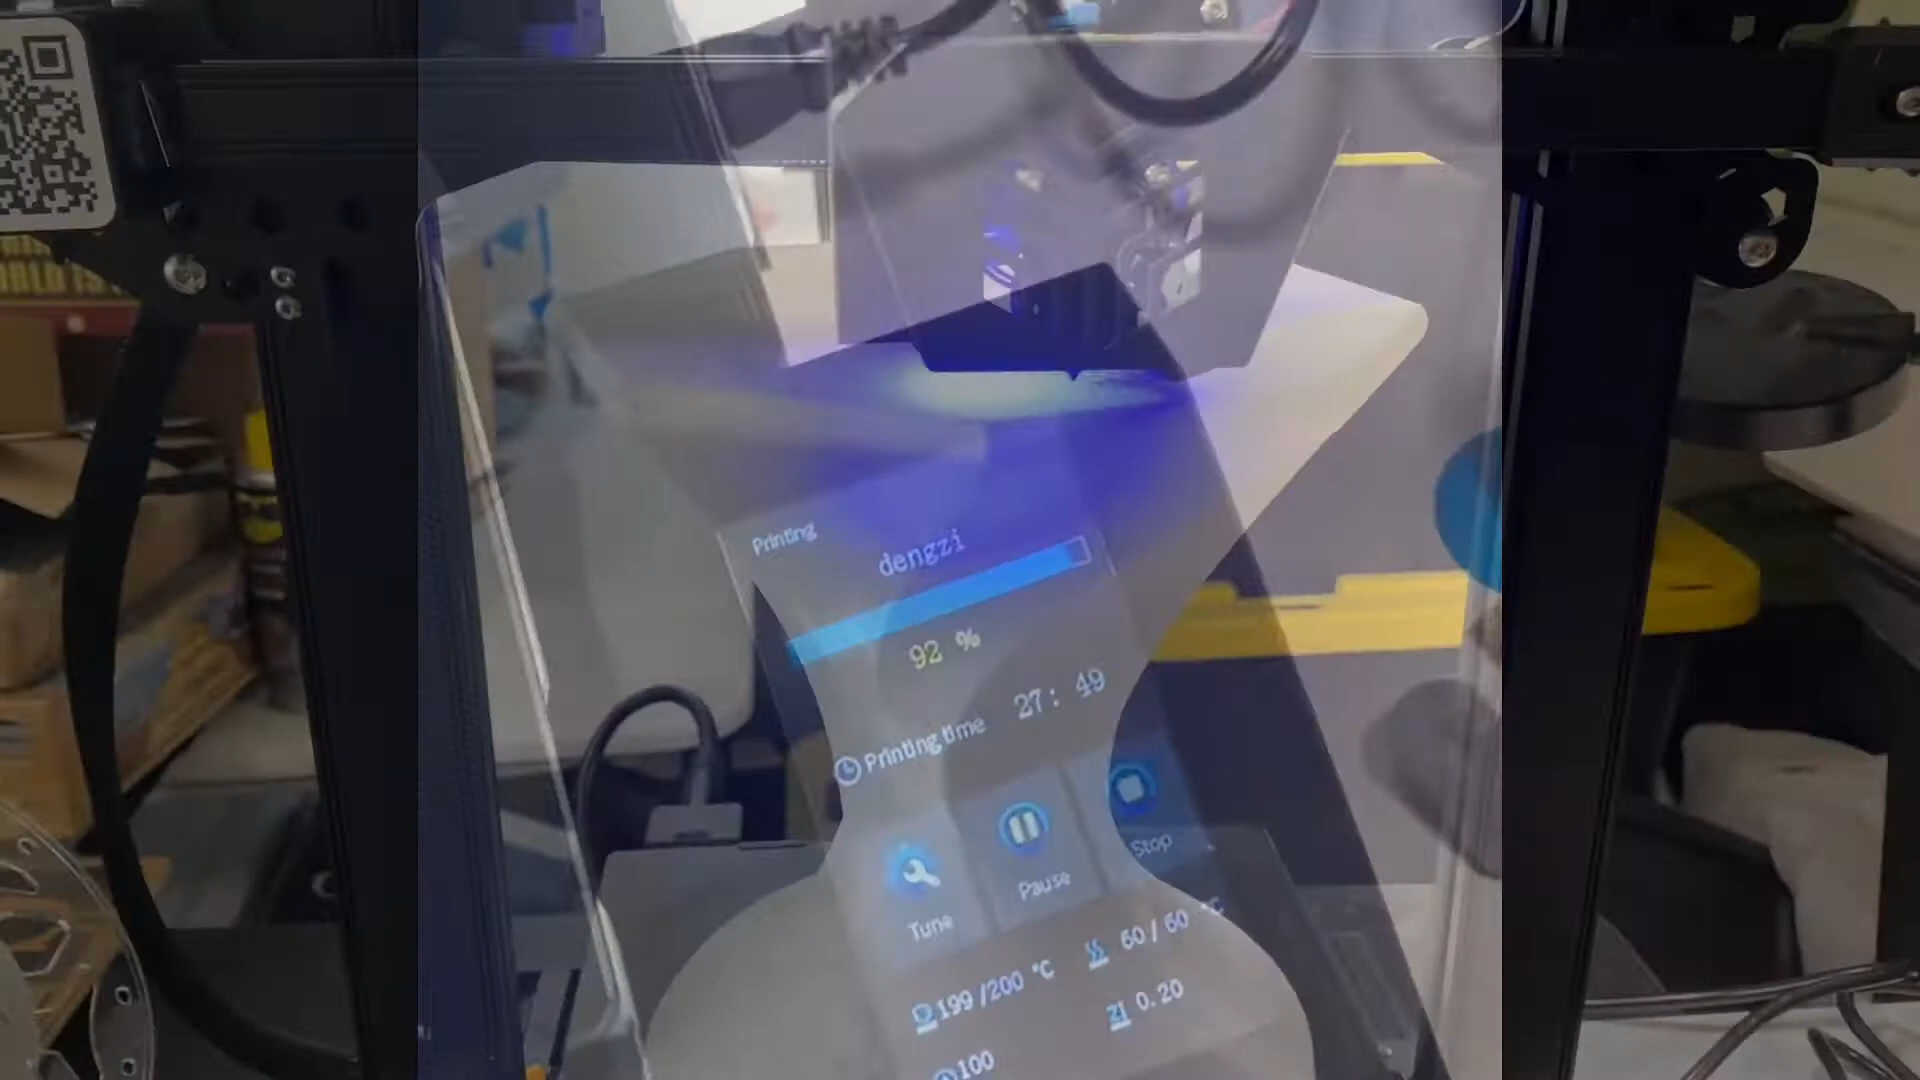 Printing
dengzi
92 %
Printing time 27: 49
Tune
Pause
Stop
199 /200 °C
60 / 60 °C
0.20
100